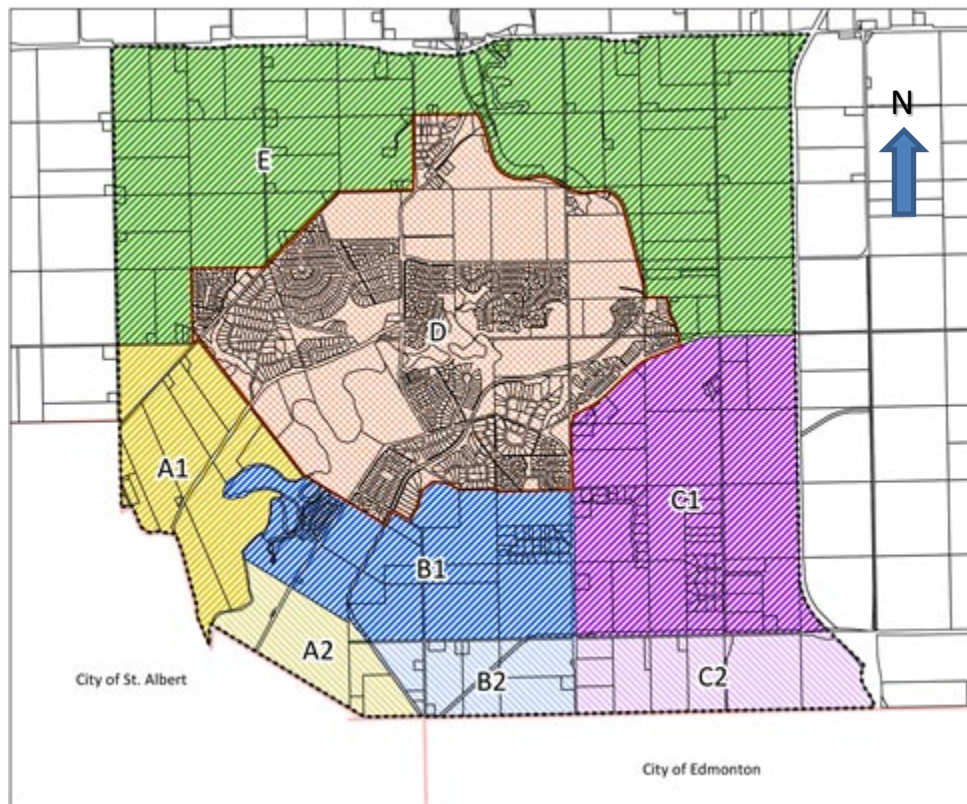 N
E
D
A1
C1
B1
A2
B2
C2
City of St. Albert
City of Edmonton